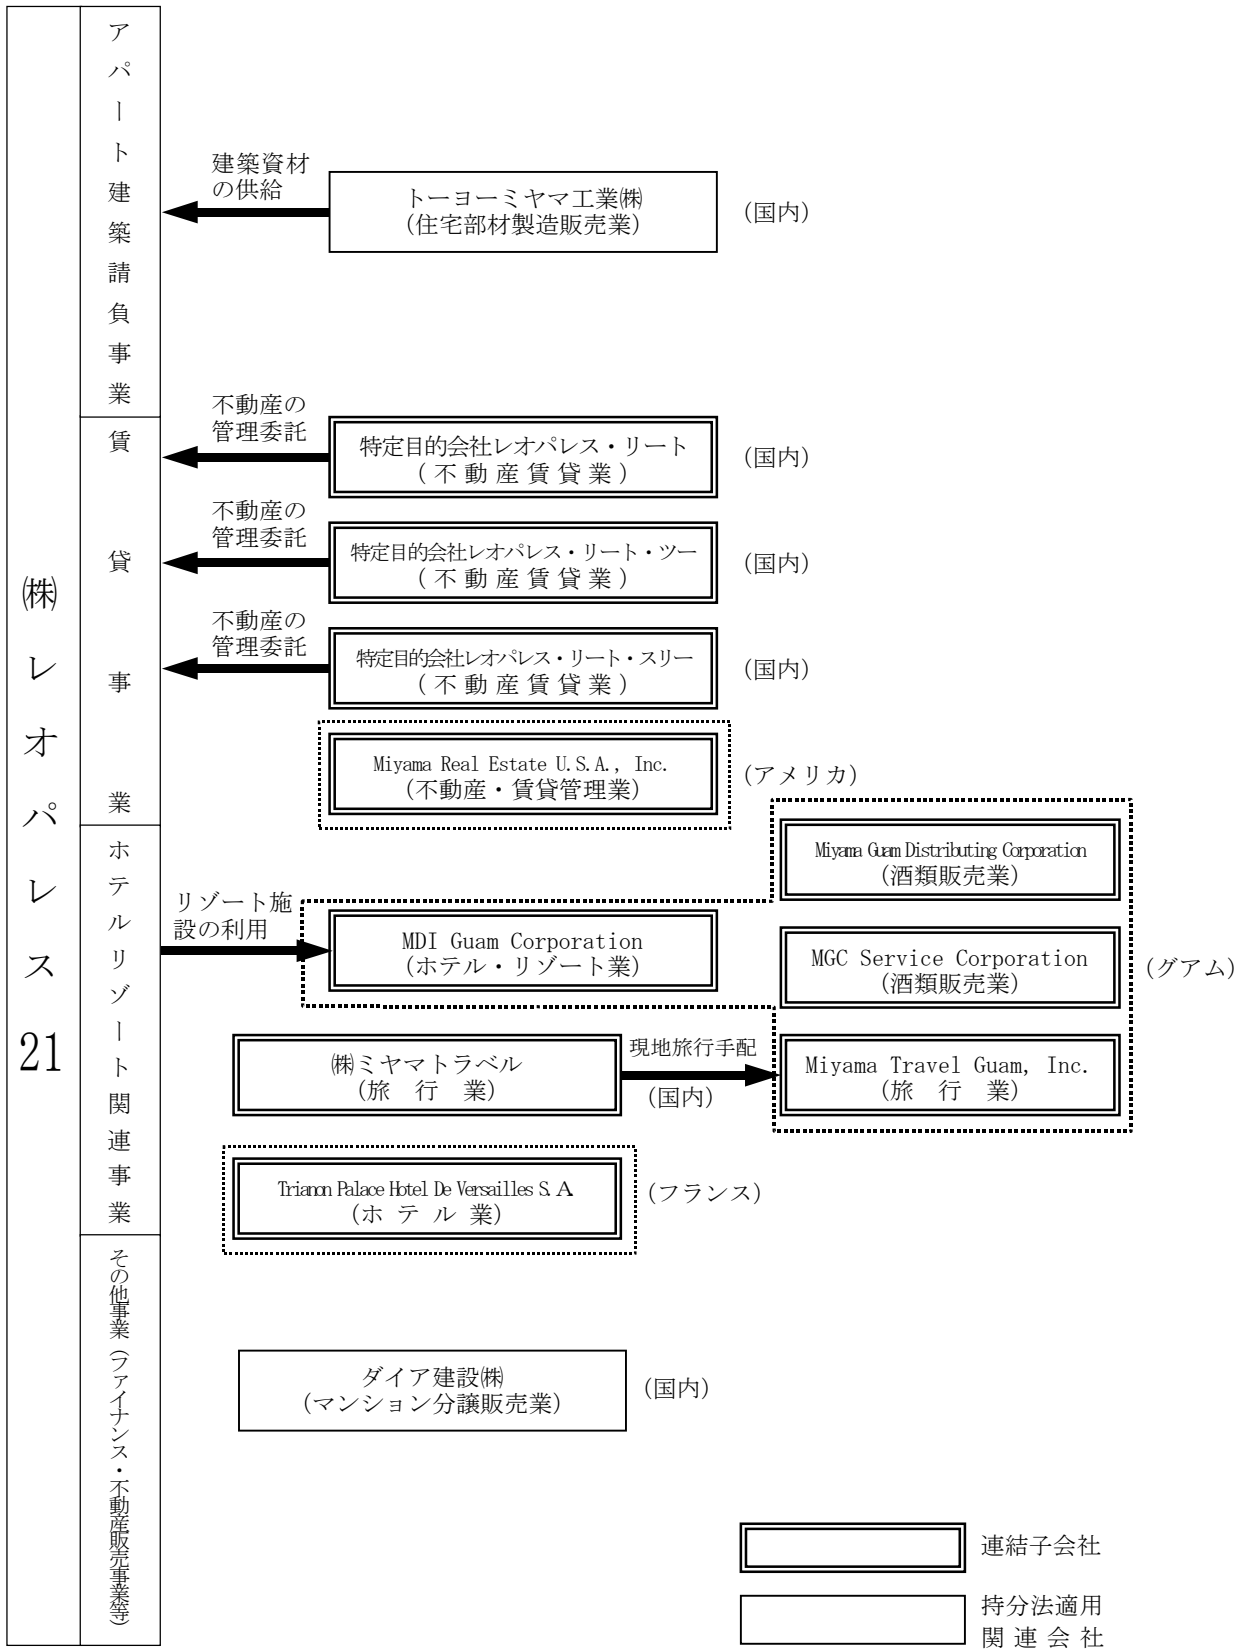 ㈱レオパレス21
アパート建築請負事業
建築資材
の供給
トーヨーミヤマ工業㈱
(住宅部材製造販売業)
(国内)
賃貸事業
不動産の
管理委託
特定目的会社レオパレス・リート
(不動産賃貸業)
(国内)
不動産の
管理委託
特定目的会社レオパレス・リート・ツー
(不動産賃貸業)
(国内)
不動産の
管理委託
特定目的会社レオパレス・リート・スリー
(不動産賃貸業)
(国内)
Miyama Real Estate U.S.A., Inc.
(不動産・賃貸管理業)
(アメリカ)
ホテルリゾート関連事業
リゾート施
設の利用
MDI Guam Corporation
(ホテル・リゾート業)
Miyama Guam Distributing Corporation
(酒類販売業)
MGC Service Corporation
(酒類販売業)
(グアム)
㈱ミヤマトラベル
(旅行業)
現地旅行手配
(国内)
Miyama Travel Guam, Inc.
(旅行業)
Trianon Palace Hotel De Versailles S.A.
(ホテル業)
(フランス)
その他事業(ファイナンス・不動産販売事業等)
ダイア建設㈱
(マンション分譲販売業)
(国内)
連結子会社
持分法適用
関連会社